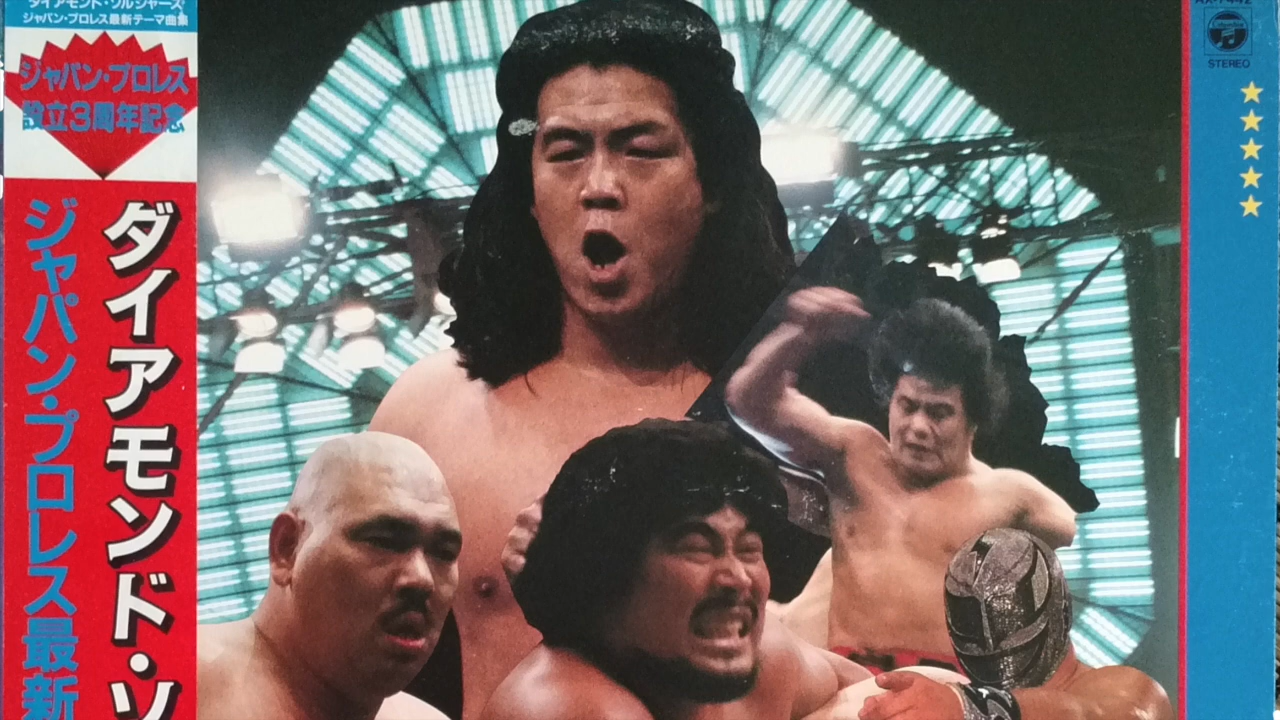 ダイアモンド・ソルジャーズ
ジャパン・プロレス最新テーマ曲集
ジャパン・プロレス
設立3周年記念
ダイアモンド・ソ
ジャパン・プロレス最新
Columbia
STEREO